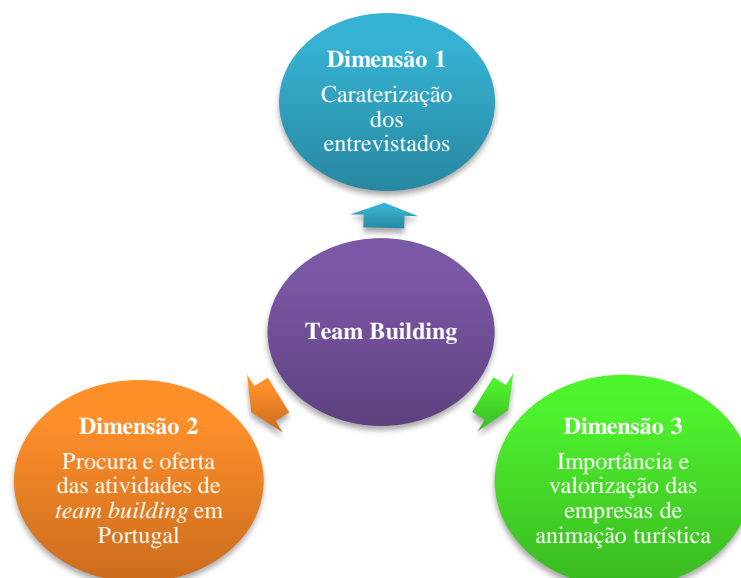 Dimensão 1
Caraterização
dos
entrevistados
Team Building
Dimensão 2
Procura e oferta
das atividades de
team building em
Portugal
Dimensão 3
Importância e
valorização das
empresas de
animação turística